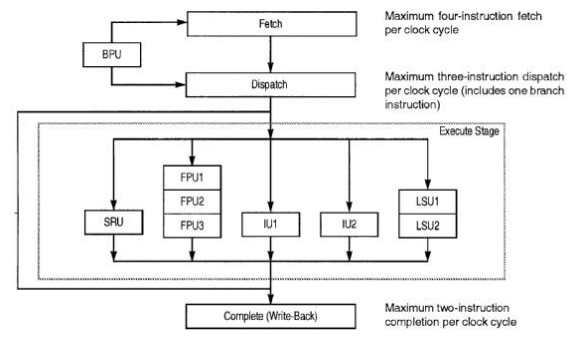 Fetch
Maximum four-instruction fetch
per clock cycle
BPU
Dispatch
Maximum three-instruction dispatch
per clock cycle (includes one branch
instruction)
Execute Stage
FPU1
FPU2
FPU3
SRU
IU1
IU2
LSU1
LSU2
Complete (Write-Back)
Maximum two-instruction
completion per clock cycle